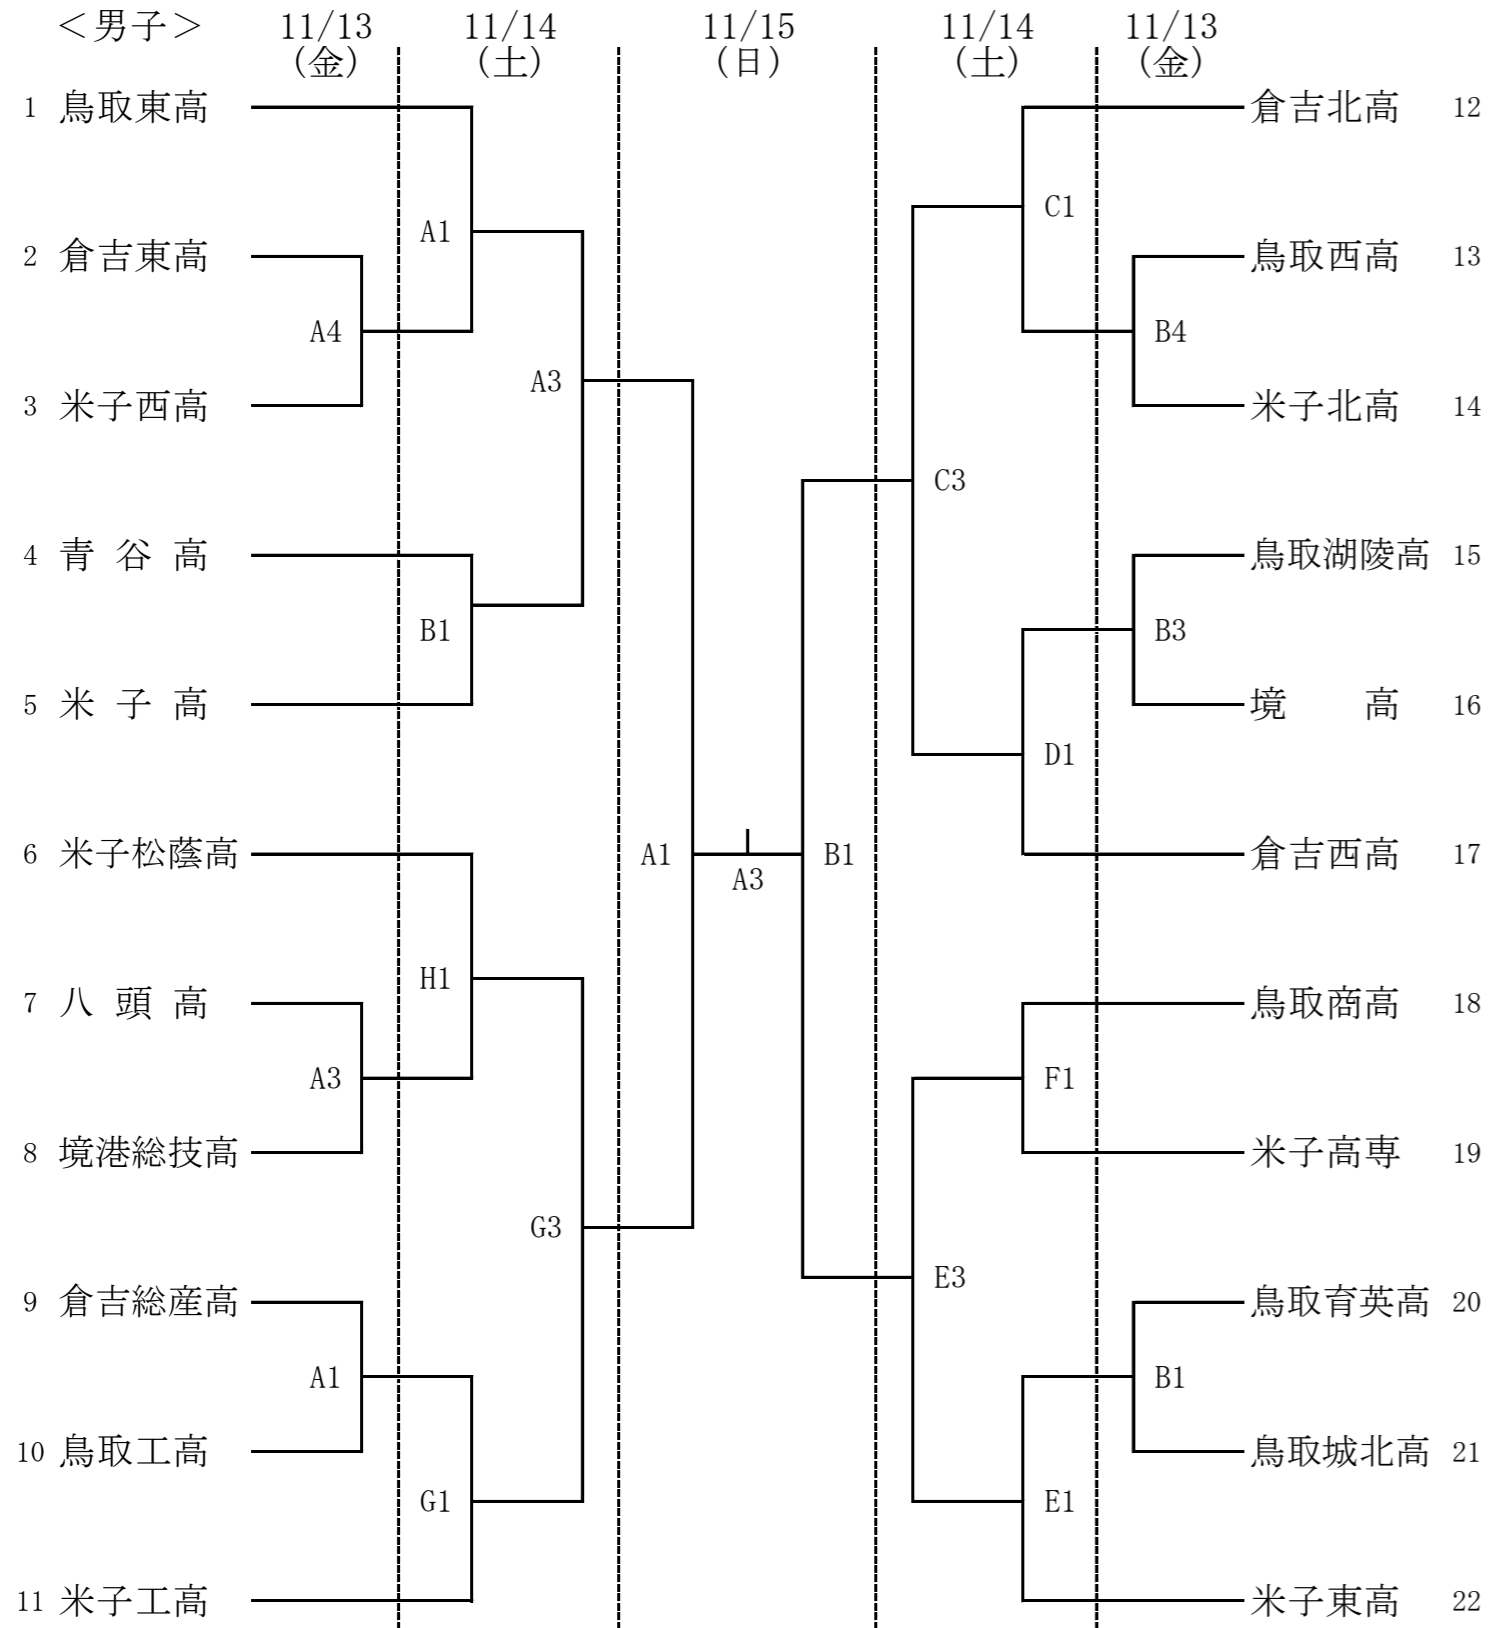 ＜男子＞ 11/13 11/14 11/15 11/14 11/13
(金) (土) (日) (土) (金)
1 鳥取東高 倉吉北高 12
C1
A1
2 倉吉東高 鳥取西高 13
A4 B4
A3
3 米子西高 米子北高 14
C3
4 青谷高 鳥取湖陵高 15
B1 B3
5 米子高 境高 16
D1
6 米子松蔭高 A1 B1 倉吉西高 17
A3
H1
7 八頭高 鳥取商高 18
A3 F1
8 境港総技高 米子高専 19
G3
E3
9 倉吉総産高 鳥取育英高 20
A1 B1
10 鳥取工高 鳥取城北高 21
G1 E1
11 米子工高 米子東高 22